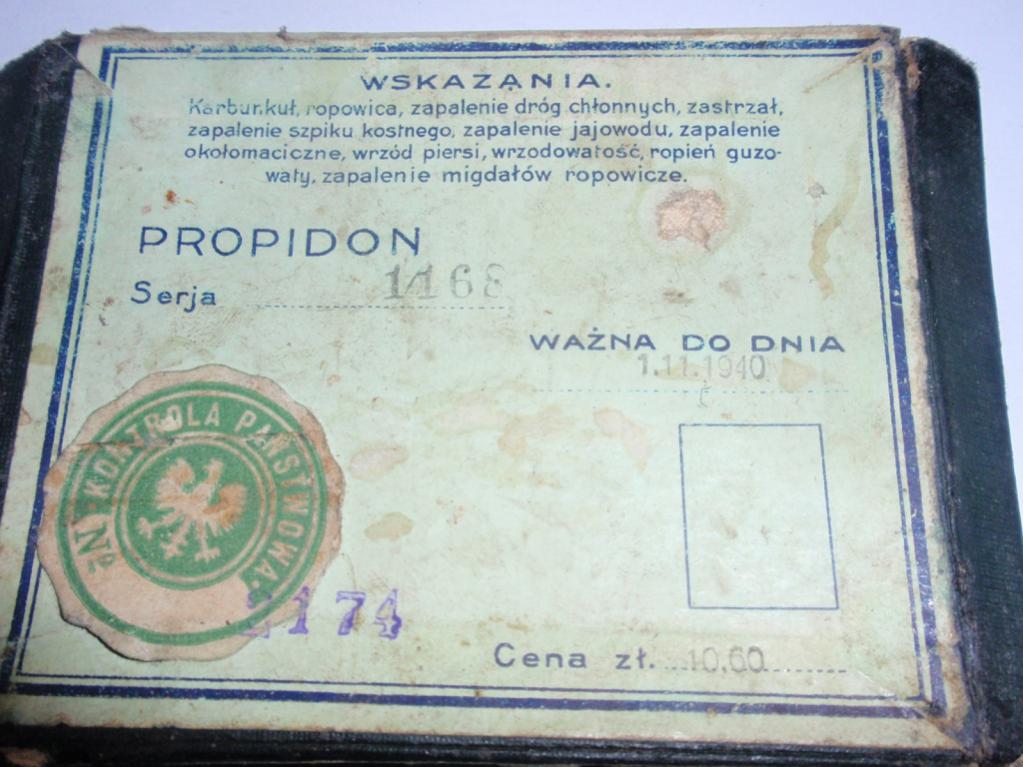 WSKAZANIA.
Karbunkuł, ropowica, zapalenie dróg chłonnych, zastrzał,
zapalenie szpiku kostnego, zapalenie jajowodu, zapalenie
okołomaciczne, wrzód piersi, wrzodowatość, ropień guzo-
waty, zapalenie migdałów ropowicze.
PROPIDON
Serja 1168
WAŻNA DO DNIA
1.11.1940
KONTROLA PAŃSTWOWA.
№
174
Cena zł. 10.60